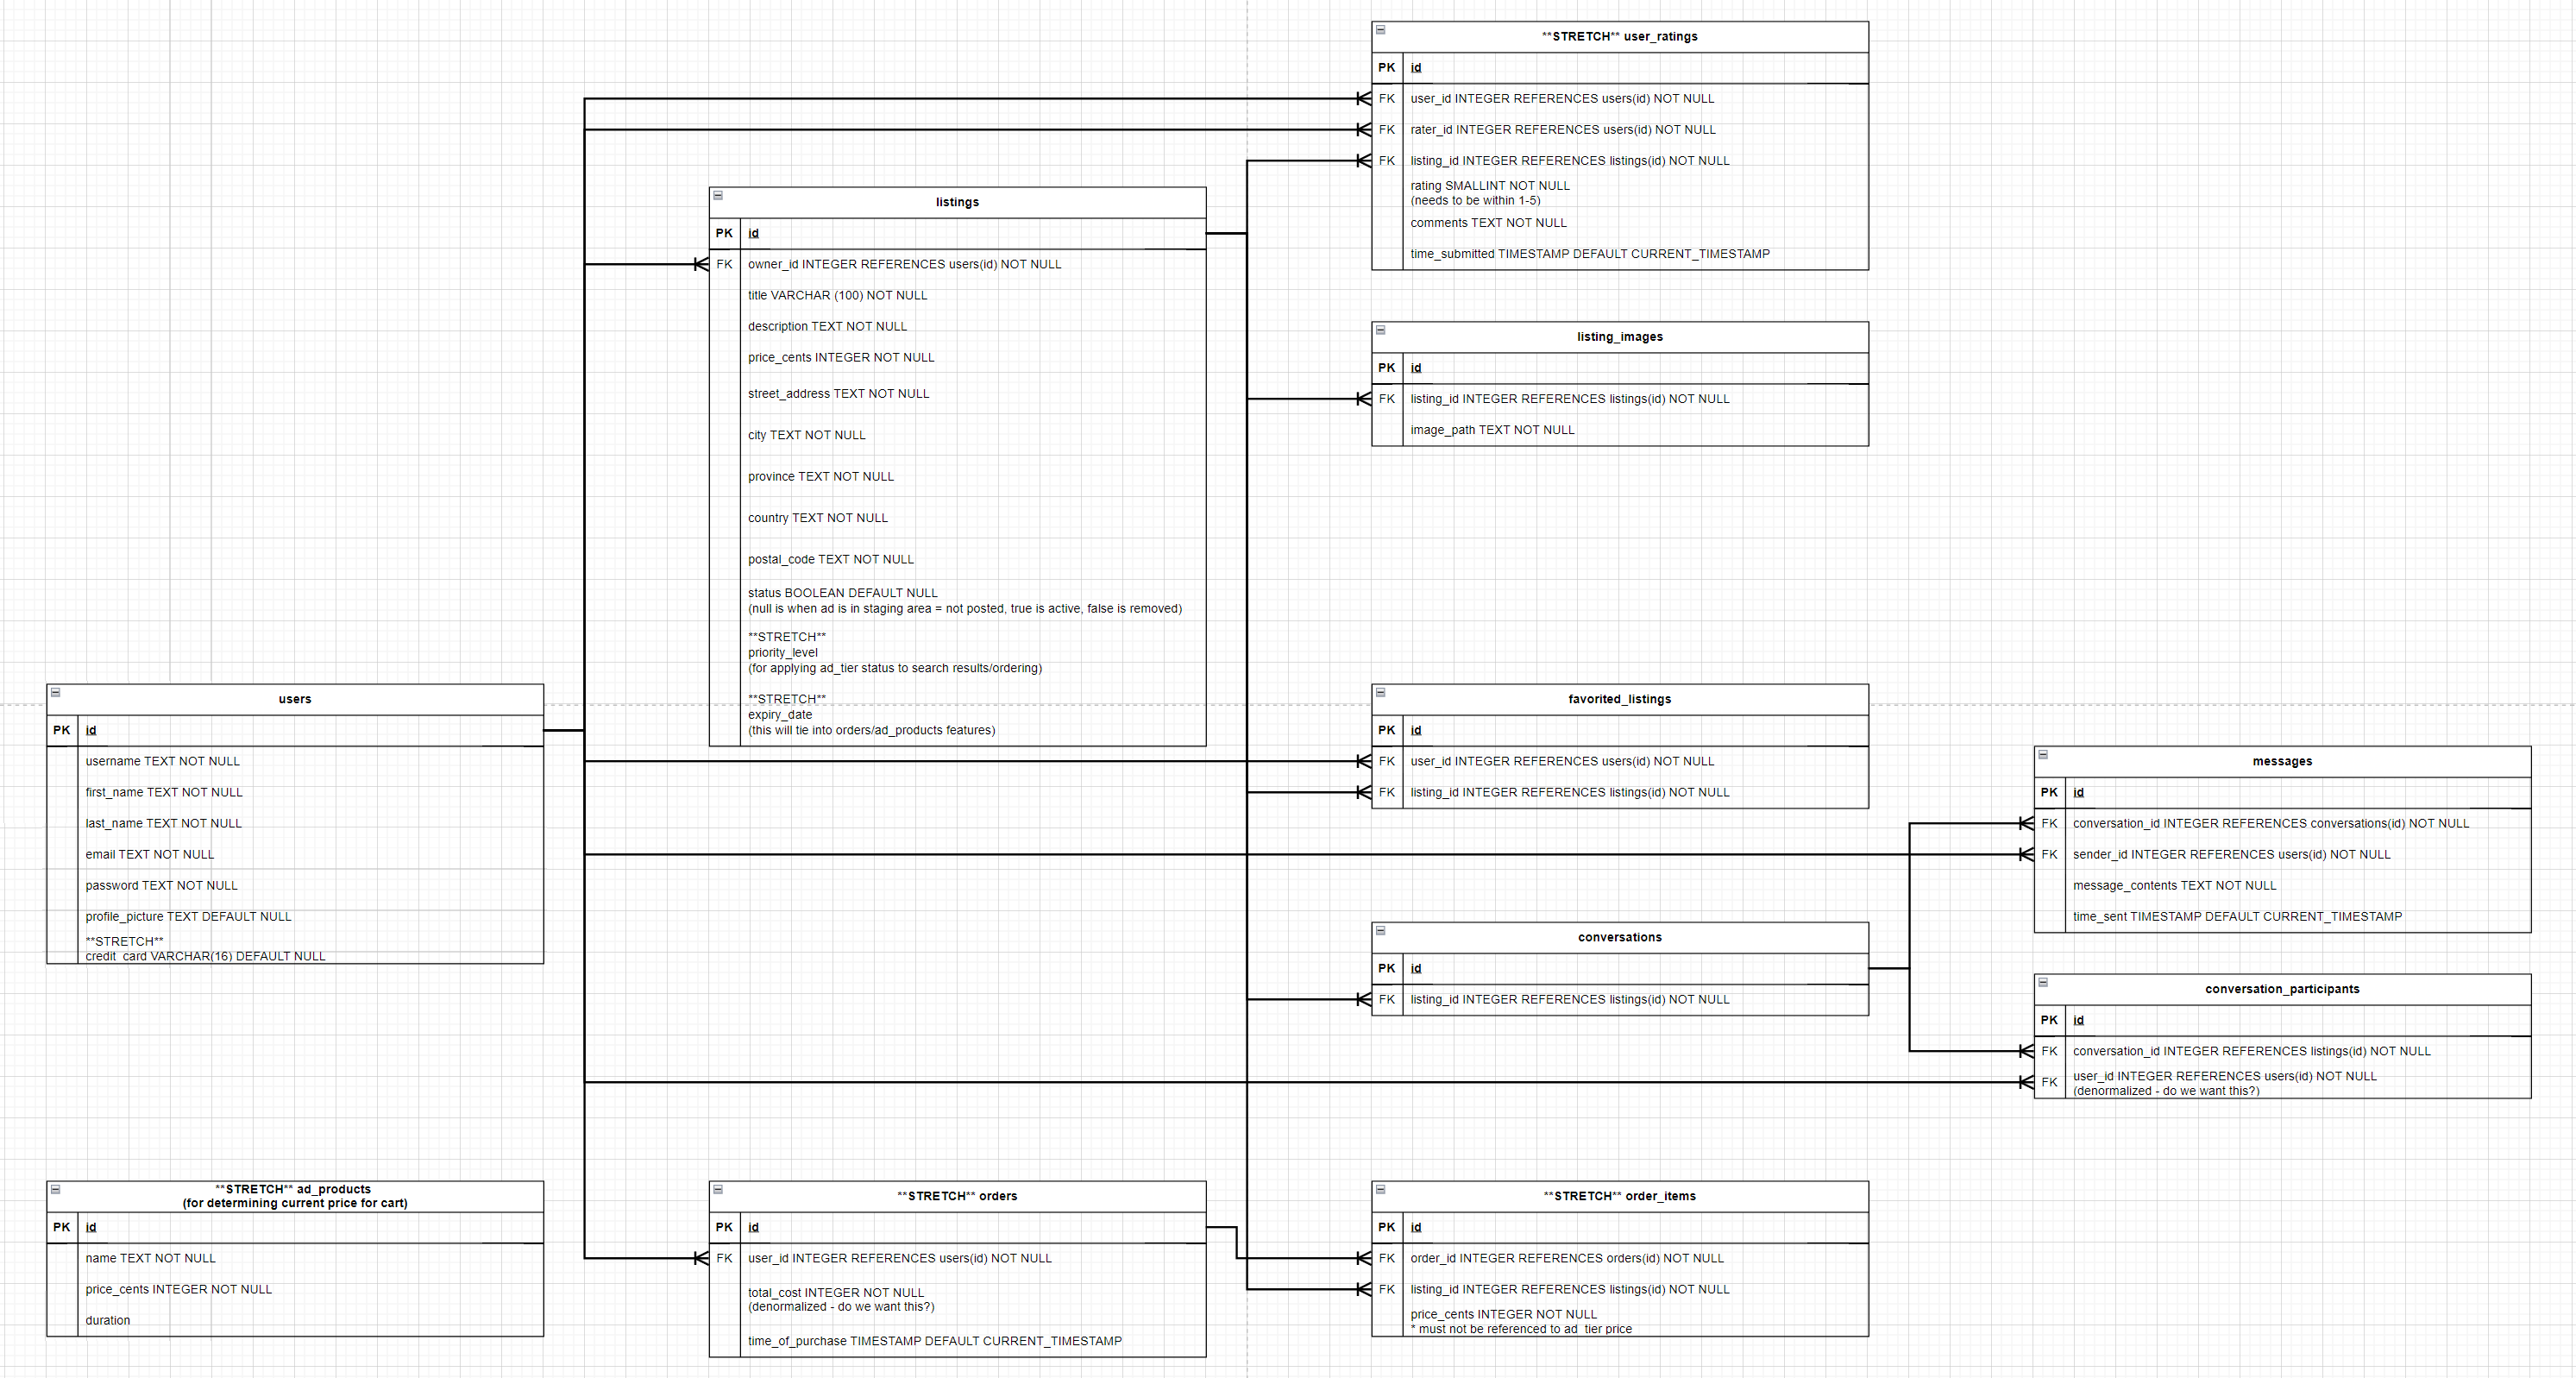 **STRETCH** user_ratings
PK id
FK user_id INTEGER REFERENCES users(id) NOT NULL
FK rater_id INTEGER REFERENCES users(id) NOT NULL
FK listing_id INTEGER REFERENCES listings(id) NOT NULL
rating SMALLINT NOT NULL
(needs to be within 1-5)
comments TEXT NOT NULL
time_submitted TIMESTAMP DEFAULT CURRENT_TIMESTAMP
listings
PK id
FK owner_id INTEGER REFERENCES users(id) NOT NULL
title VARCHAR (100) NOT NULL
description TEXT NOT NULL
price_cents INTEGER NOT NULL
street_address TEXT NOT NULL
city TEXT NOT NULL
province TEXT NOT NULL
country TEXT NOT NULL
postal_code TEXT NOT NULL
status BOOLEAN DEFAULT NULL
(null is when ad is in staging area = not posted, true is active, false is removed)
**STRETCH**
priority_level
(for applying ad_tier status to search results/ordering)
**STRETCH**
expiry_date
(this will tie into orders/ad_products features)
listing_images
PK id
FK listing_id INTEGER REFERENCES listings(id) NOT NULL
image_path TEXT NOT NULL
users
PK id
username TEXT NOT NULL
first_name TEXT NOT NULL
last_name TEXT NOT NULL
email TEXT NOT NULL
password TEXT NOT NULL
profile_picture TEXT DEFAULT NULL
**STRETCH**
credit_card VARCHAR(16) DEFAULT NULL
favorited_listings
PK id
FK user_id INTEGER REFERENCES users(id) NOT NULL
FK listing_id INTEGER REFERENCES listings(id) NOT NULL
messages
PK id
FK conversation_id INTEGER REFERENCES conversations(id) NOT NULL
FK sender_id INTEGER REFERENCES users(id) NOT NULL
message_contents TEXT NOT NULL
time_sent TIMESTAMP DEFAULT CURRENT_TIMESTAMP
conversations
PK id
FK listing_id INTEGER REFERENCES listings(id) NOT NULL
conversation_participants
PK id
FK conversation_id INTEGER REFERENCES listings(id) NOT NULL
FK user_id INTEGER REFERENCES users(id) NOT NULL
(denormalized - do we want this?)
**STRETCH** ad_products
(for determining current price for cart)
PK id
name TEXT NOT NULL
price_cents INTEGER NOT NULL
duration
**STRETCH** orders
PK id
FK user_id INTEGER REFERENCES users(id) NOT NULL
total_cost INTEGER NOT NULL
(denormalized - do we want this?)
time_of_purchase TIMESTAMP DEFAULT CURRENT_TIMESTAMP
**STRETCH** order_items
PK id
FK order_id INTEGER REFERENCES orders(id) NOT NULL
FK listing_id INTEGER REFERENCES listings(id) NOT NULL
price_cents INTEGER NOT NULL
* must not be referenced to ad_tier price